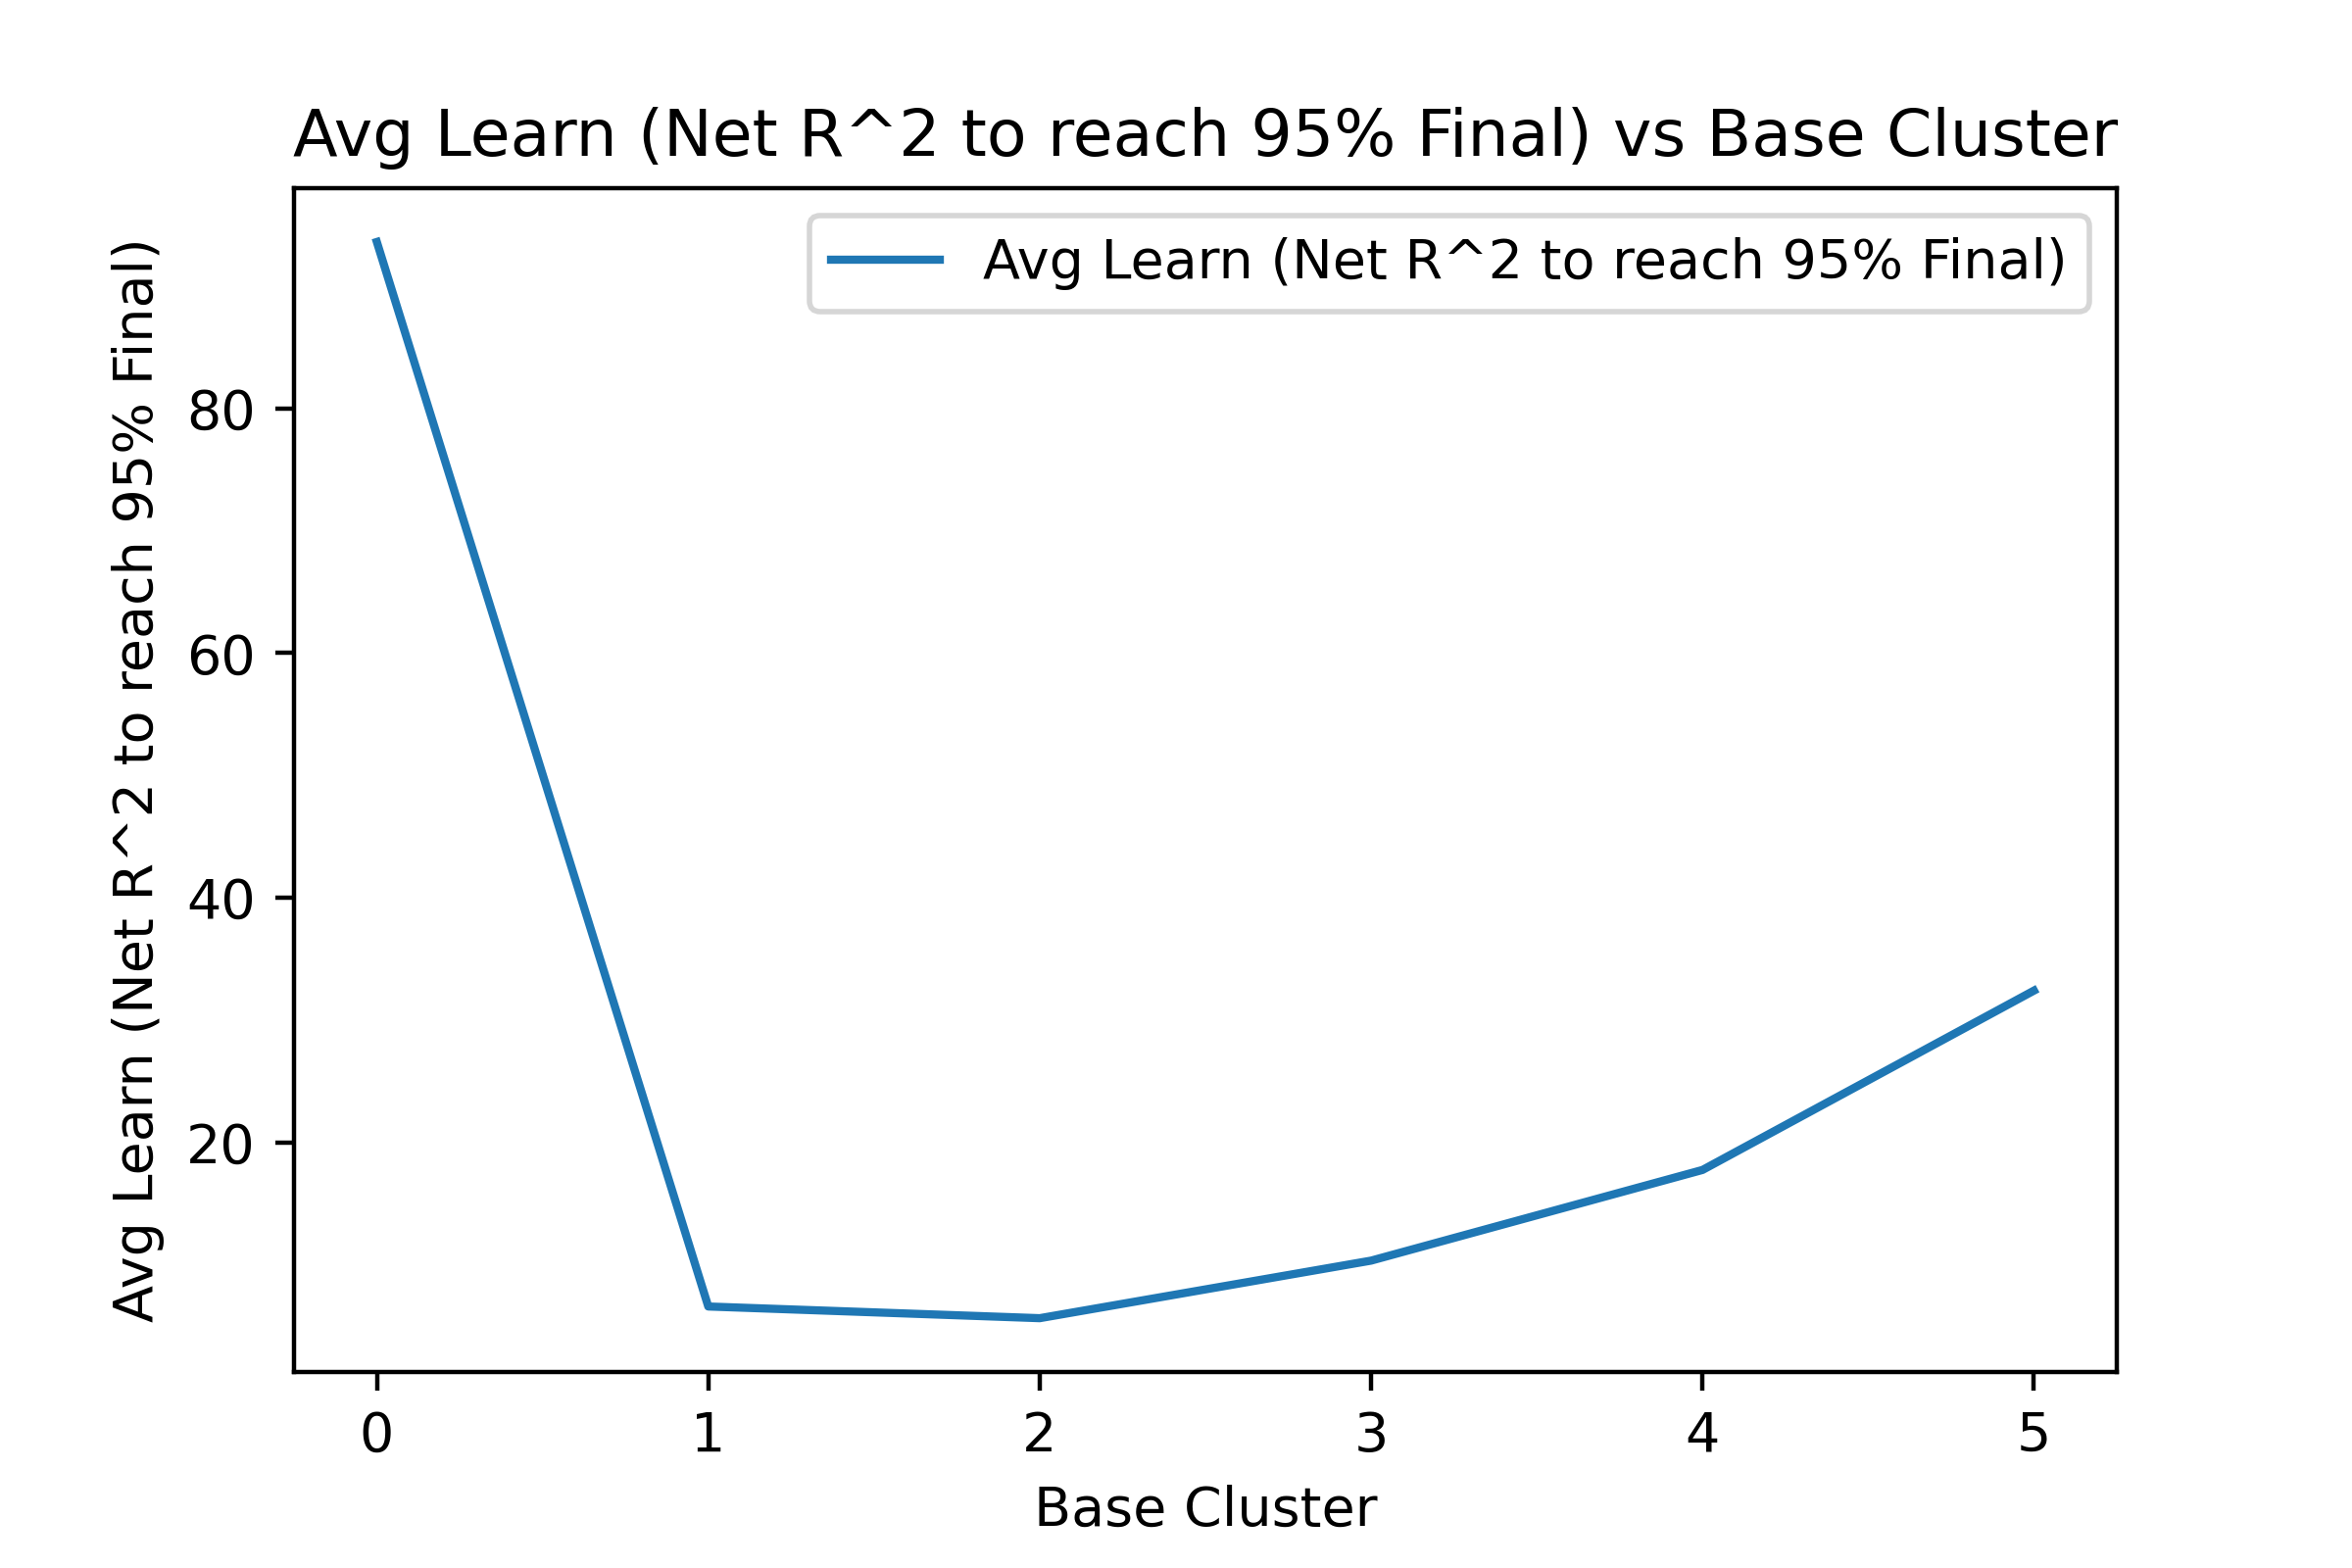 Avg Learn (Net R^2 to reach 95% Final) vs Base Cluster
Avg Learn (Net R^2 to reach 95% Final)
Avg Learn (Net R^2 to reach 95% Final)
80
60
40
20
0 1 2 3 4 5
Base Cluster